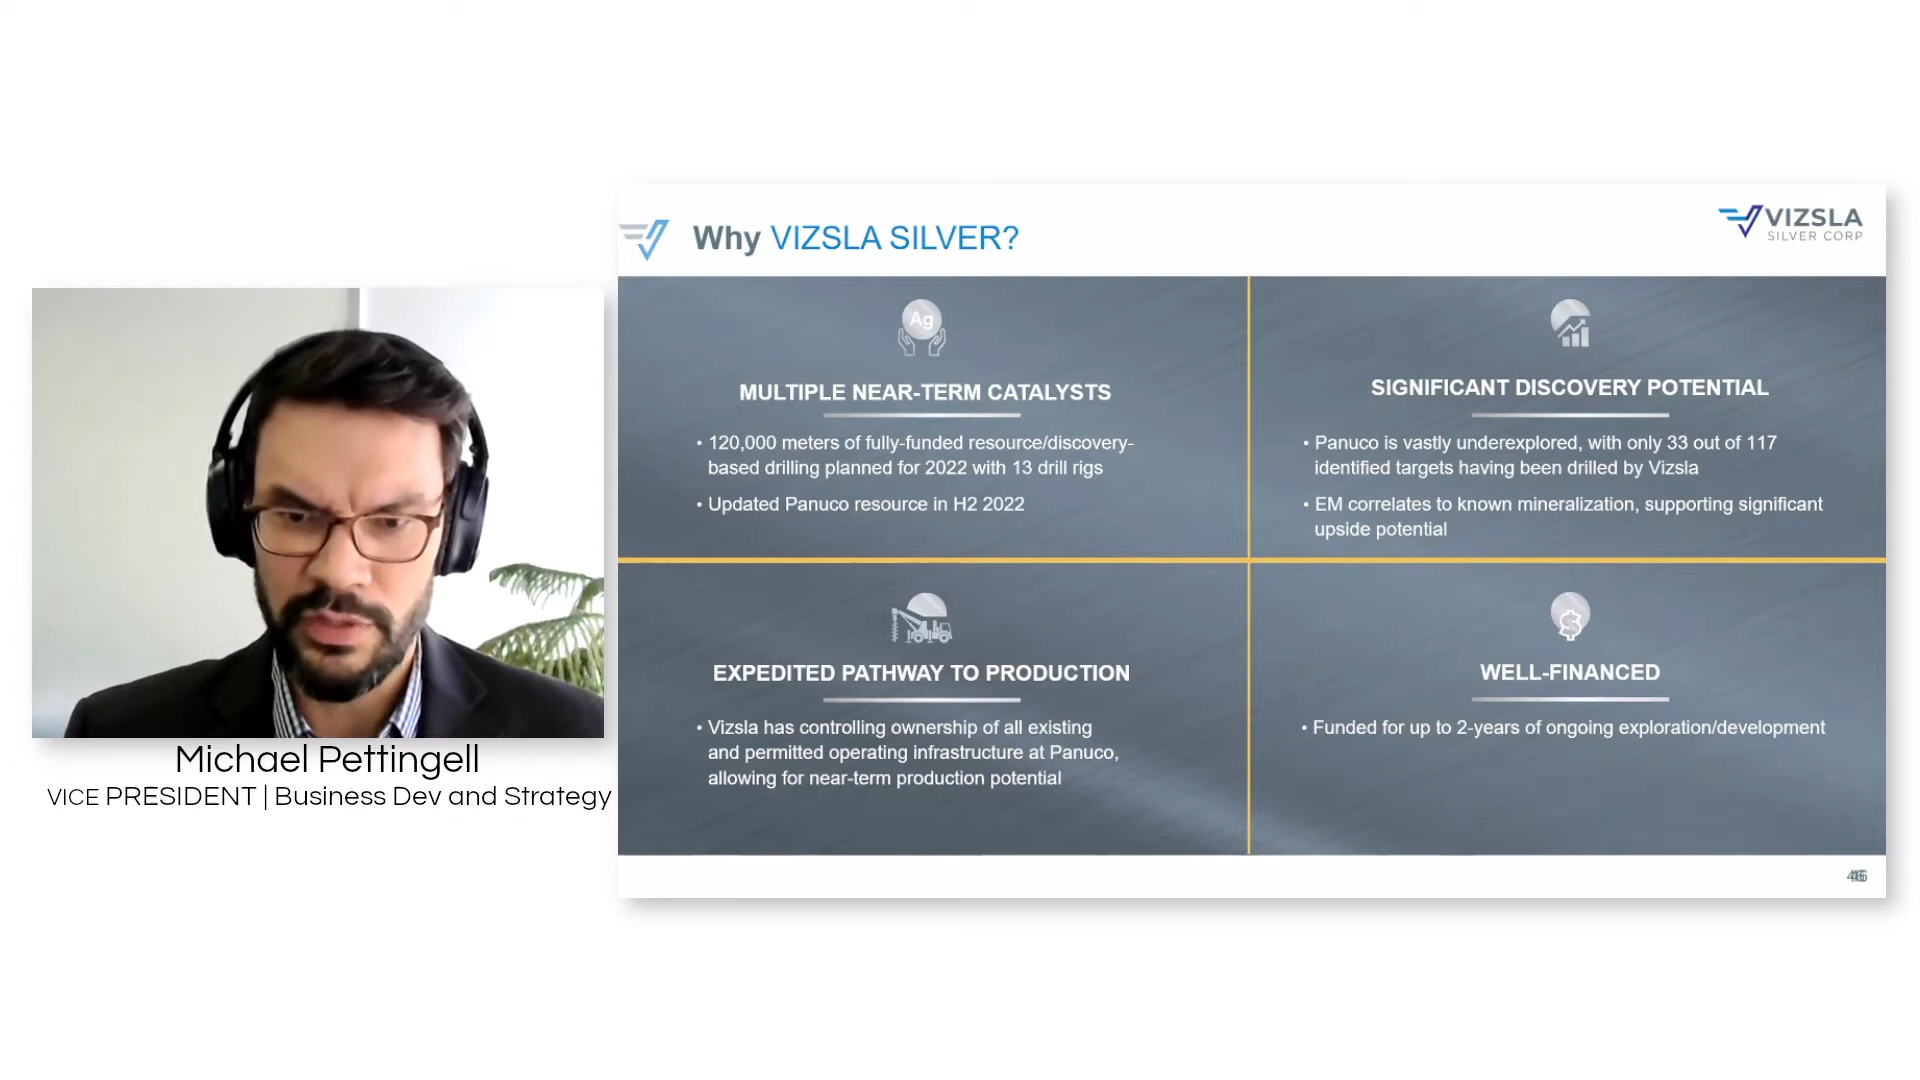 Why VIZSLA SILVER?
VIZSLA
SILVER CORP
Ag
MULTIPLE NEAR-TERM CATALYSTS
• 120,000 meters of fully-funded resource/discovery-
based drilling planned for 2022 with 13 drill rigs
• Updated Panuco resource in H2 2022
SIGNIFICANT DISCOVERY POTENTIAL
• Panuco is vastly underexplored, with only 33 out of 117
identified targets having been drilled by Vizsla
• EM correlates to known mineralization, supporting significant
upside potential
EXPEDITED PATHWAY TO PRODUCTION
• Vizsla has controlling ownership of all existing
and permitted operating infrastructure at Panuco,
allowing for near-term production potential
$
WELL-FINANCED
• Funded for up to 2-years of ongoing exploration/development
Michael Pettingell
VICE PRESIDENT | Business Dev and Strategy